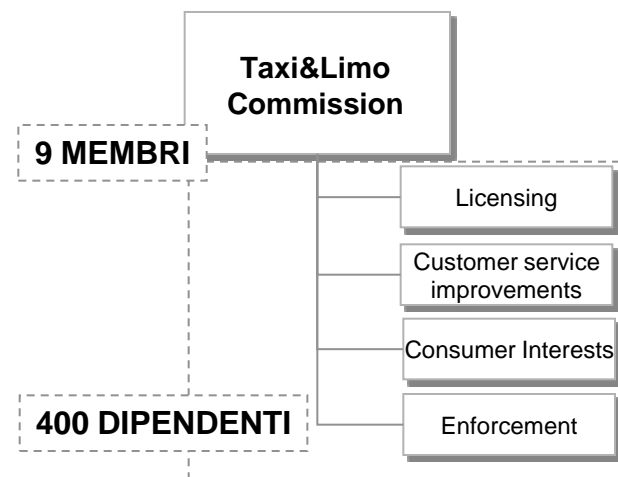 Taxi&Limo
Commission
9 MEMBRI
Licensing
Customer service
improvements
Consumer Interests
400 DIPENDENTI
Enforcement